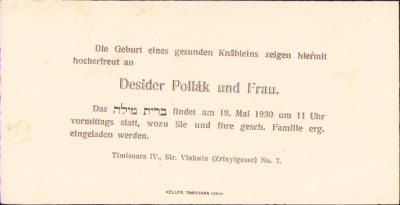 Die Geburt eines gesunden Knäbleins zeigen hiermit
hocherfreut an
Desider Pollák und Frau.
Das ברית מילה findet am 19. Mai 1930 um 11 Uhr
vormittags statt, wozu Sie und Ihre gesch. Familie erg.
eingeladen werden.
Timisoara IV., Str. Vlahuta (Zrinyigasse) No. 7.
KELLER, TIMISOARA